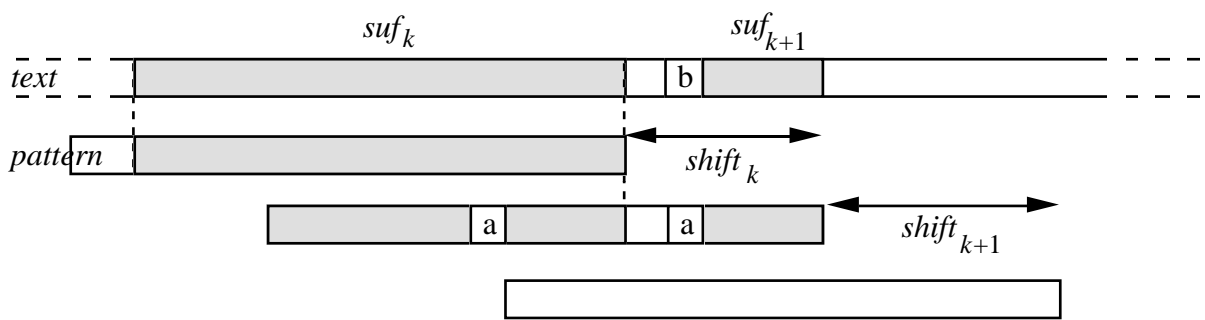 suf_k suf_{k+1}
text b
pattern shift_k
a a shift_{k+1}